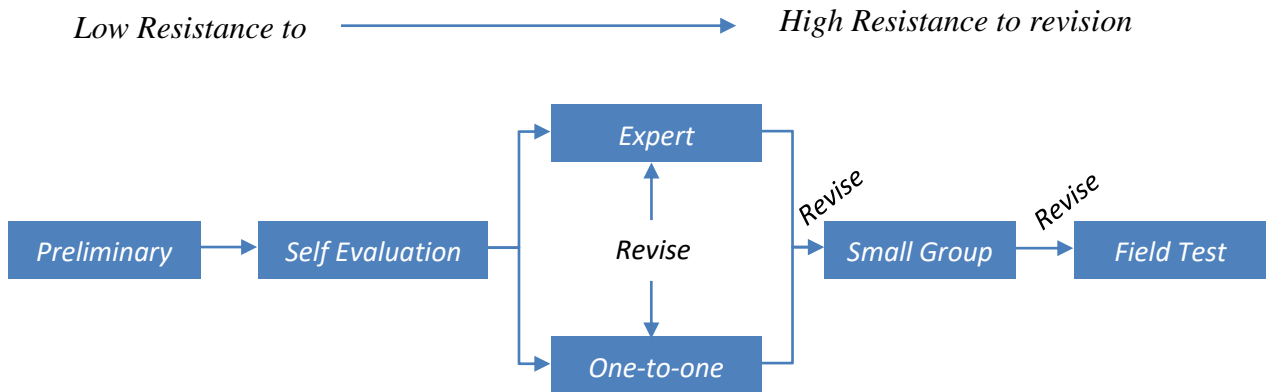 Low Resistance to
High Resistance to revision
Expert
Preliminary
Self Evaluation
Revise
Revise
Small Group
Revise
Field Test
One-to-one